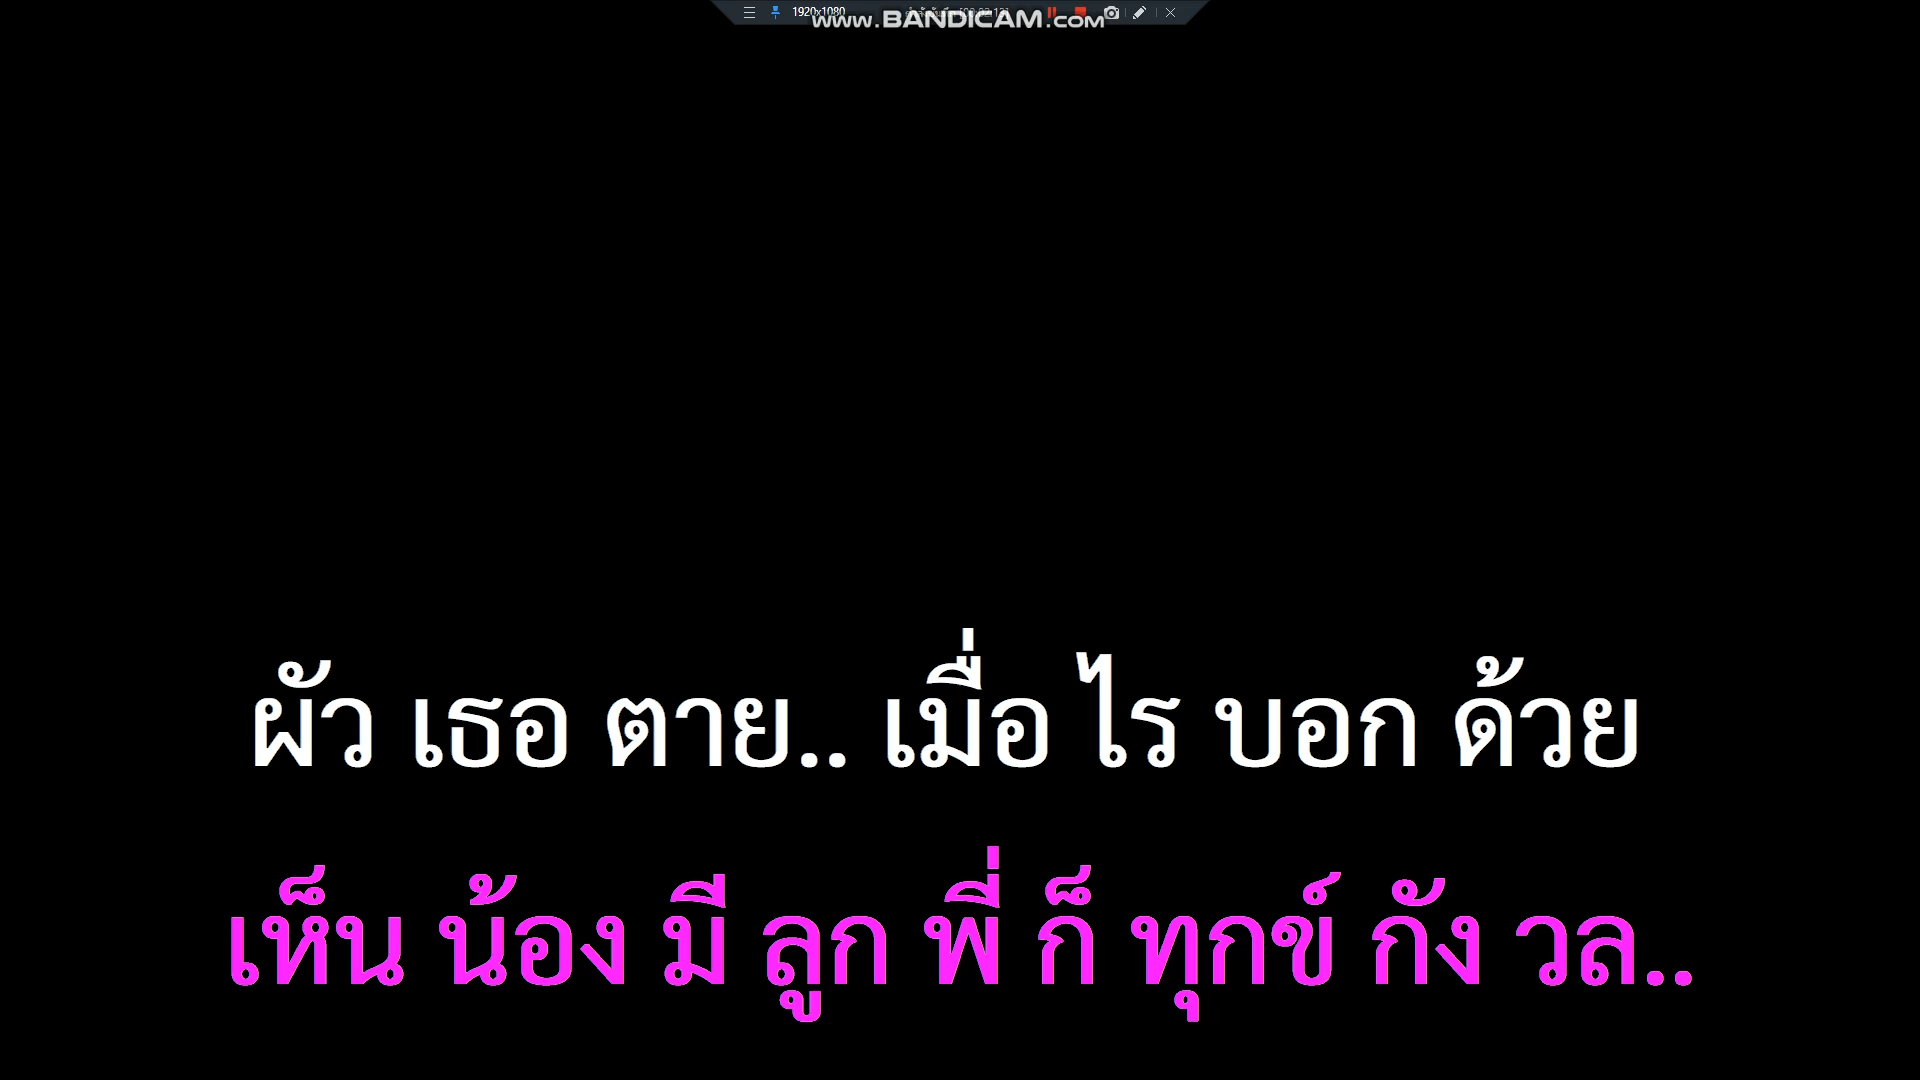 1920x1080
www.BANDICAM.com
ผัว เธอ ตาย.. เมื่อ ไร บอก ด้วย
เห็น น้อง มี ลูก พี่ ก็ ทุกข์ กัง วล..